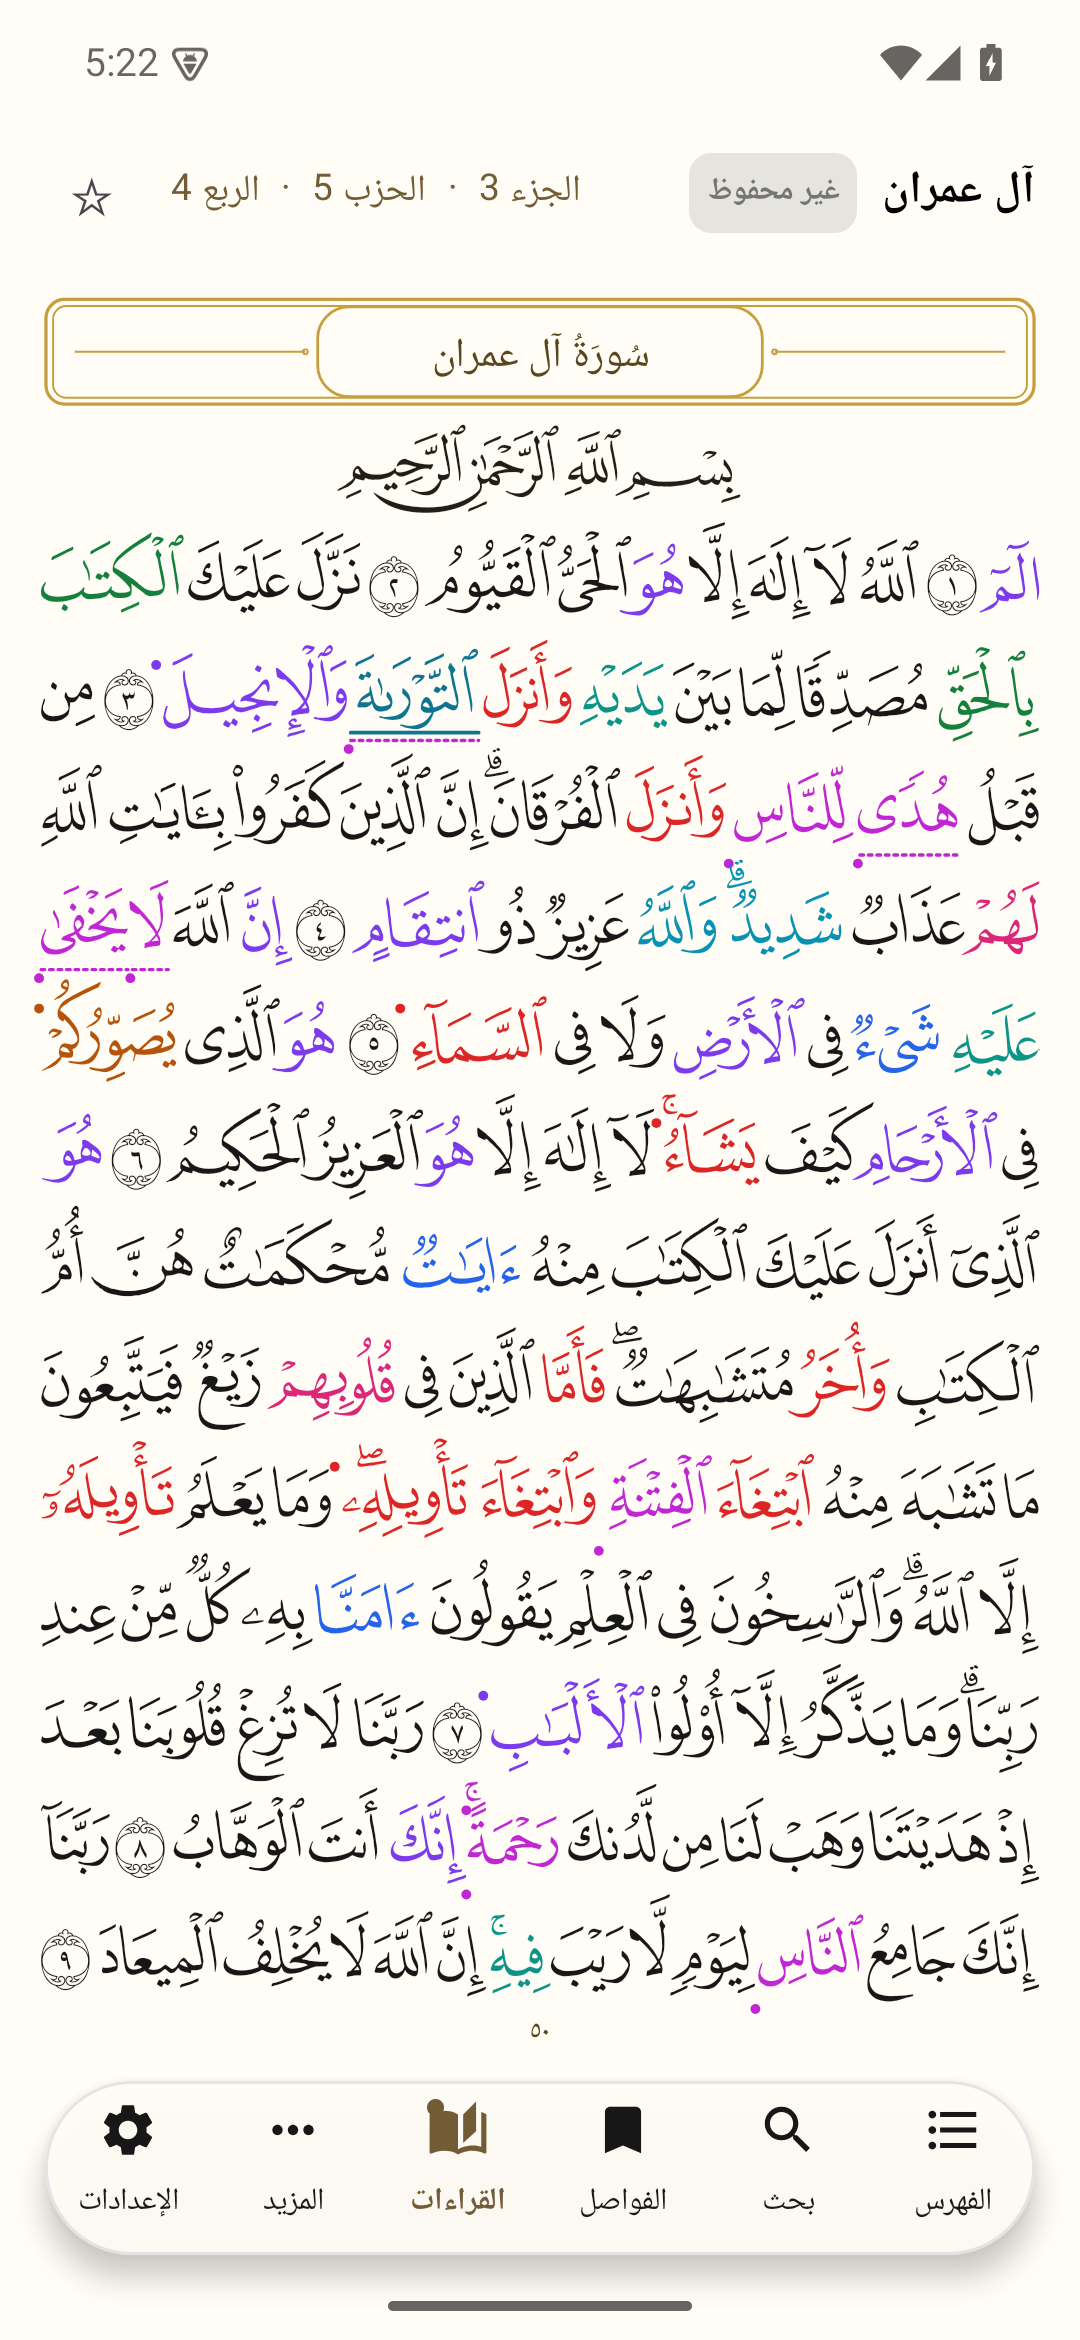 5:22
آل عمران
غير محفوظ
الجزء 3 · الحزب 5 · الربع 4
سُورَةُ آل عمران
بِسْمِ ٱللَّهِ ٱلرَّحْمَٰنِ ٱلرَّحِيمِ
الٓمٓ ١ ٱللَّهُ لَآ إِلَٰهَ إِلَّا هُوَ ٱلْحَىُّ ٱلْقَيُّومُ ٢ نَزَّلَ عَلَيْكَ ٱلْكِتَٰبَ
بِٱلْحَقِّ مُصَدِّقًا لِّمَا بَيْنَ يَدَيْهِ وَأَنزَلَ ٱلتَّوْرَىٰةَ وَٱلْإِنجِيلَ ٣ مِن
قَبْلُ هُدًى لِّلنَّاسِ وَأَنزَلَ ٱلْفُرْقَانَ ۗ إِنَّ ٱلَّذِينَ كَفَرُوا۟ بِـَٔايَٰتِ ٱللَّهِ
لَهُمْ عَذَابٌ شَدِيدٌ ۗ وَٱللَّهُ عَزِيزٌ ذُو ٱنتِقَامٍ ٤ إِنَّ ٱللَّهَ لَا يَخْفَىٰ
عَلَيْهِ شَىْءٌ فِى ٱلْأَرْضِ وَلَا فِى ٱلسَّمَآءِ ٥ هُوَ ٱلَّذِى يُصَوِّرُكُمْ
فِى ٱلْأَرْحَامِ كَيْفَ يَشَآءُ ۚ لَآ إِلَٰهَ إِلَّا هُوَ ٱلْعَزِيزُ ٱلْحَكِيمُ ٦ هُوَ
ٱلَّذِىٓ أَنزَلَ عَلَيْكَ ٱلْكِتَٰبَ مِنْهُ ءَايَٰتٌ مُّحْكَمَٰتٌ هُنَّ أُمُّ
ٱلْكِتَٰبِ وَأُخَرُ مُتَشَٰبِهَٰتٌ ۖ فَأَمَّا ٱلَّذِينَ فِى قُلُوبِهِمْ زَيْغٌ فَيَتَّبِعُونَ
مَا تَشَٰبَهَ مِنْهُ ٱبْتِغَآءَ ٱلْفِتْنَةِ وَٱبْتِغَآءَ تَأْوِيلِهِۦ ۖ وَمَا يَعْلَمُ تَأْوِيلَهُۥٓ
إِلَّا ٱللَّهُ ۗ وَٱلرَّٰسِخُونَ فِى ٱلْعِلْمِ يَقُولُونَ ءَامَنَّا بِهِۦ كُلٌّ مِّنْ عِندِ
رَبِّنَا ۗ وَمَا يَذَّكَّرُ إِلَّآ أُو۟لُوا۟ ٱلْأَلْبَٰبِ ٧ رَبَّنَا لَا تُزِغْ قُلُوبَنَا بَعْدَ
إِذْ هَدَيْتَنَا وَهَبْ لَنَا مِن لَّدُنكَ رَحْمَةً ۚ إِنَّكَ أَنتَ ٱلْوَهَّابُ ٨ رَبَّنَآ
إِنَّكَ جَامِعُ ٱلنَّاسِ لِيَوْمٍ لَّا رَيْبَ فِيهِ ۚ إِنَّ ٱللَّهَ لَا يُخْلِفُ ٱلْمِيعَادَ ٩
٥٠
الفهرس
بحث
الفواصل
القراءات
المزيد
الإعدادات